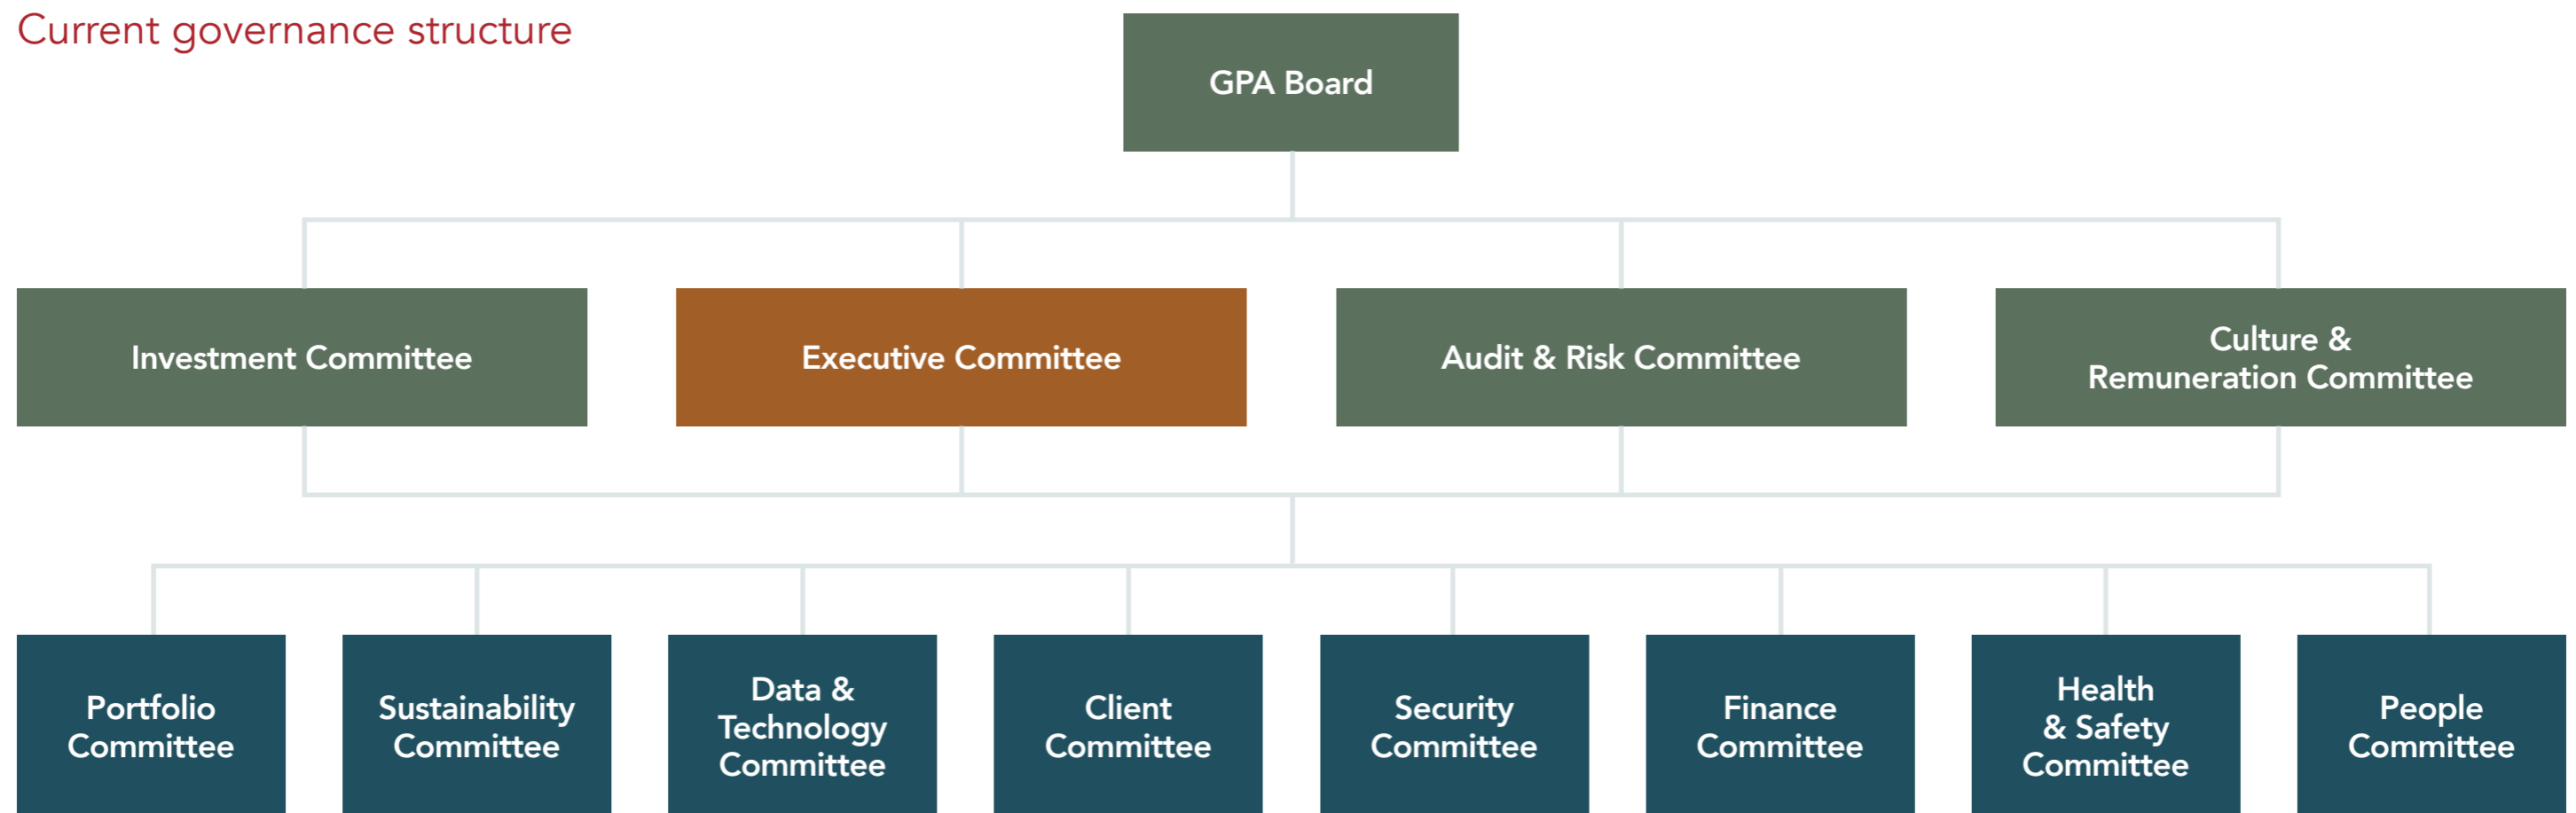 Current governance structure
GPA Board
Investment Committee
Executive Committee
Audit & Risk Committee
Culture &
Remuneration Committee
Portfolio
Committee
Sustainability
Committee
Data &
Technology
Committee
Client
Committee
Security
Committee
Finance
Committee
Health
& Safety
Committee
People
Committee